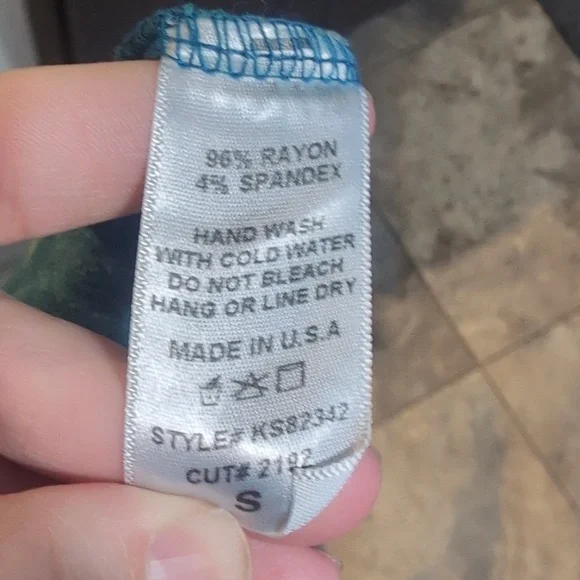 96% RAYON
4% SPANDEX
HAND WASH
WITH COLD WATER
DO NOT BLEACH
HANG OR LINE DRY
MADE IN U.S.A
STYLE# KS82342
CUT# 2192
S